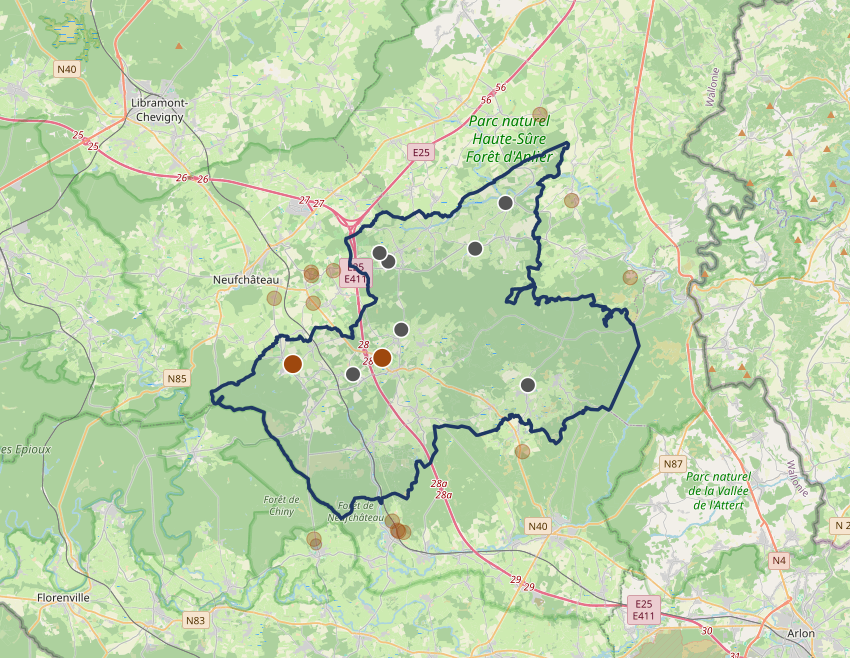 N40
Libramont-
Chevigny
Wallonie
56
56
Parc naturel
Haute-Sûre
Forêt d'Anlier
E25
25
25
26
26
27
27
E25
E411
Neufchâteau
28
28
N85
es Epioux
N87
Wallonie
Parc naturel
de la Vallée
de l'Attert
28a
28a
Forêt de
Chiny
Forêt de
Neufchâteau
N40
N 2
N4
29
29
Florenville
N83
E25
E411
30
Arlon
31